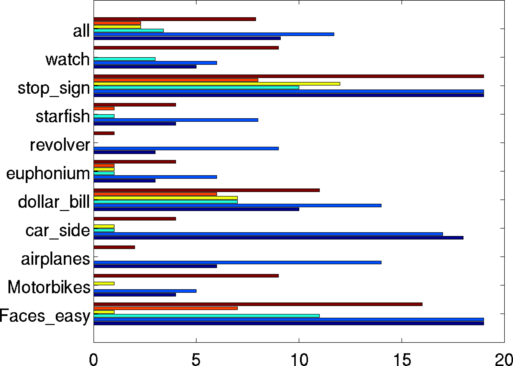 all
watch
stop_sign
starfish
revolver
euphonium
dollar_bill
car_side
airplanes
Motorbikes
Faces_easy
0 5 10 15 20